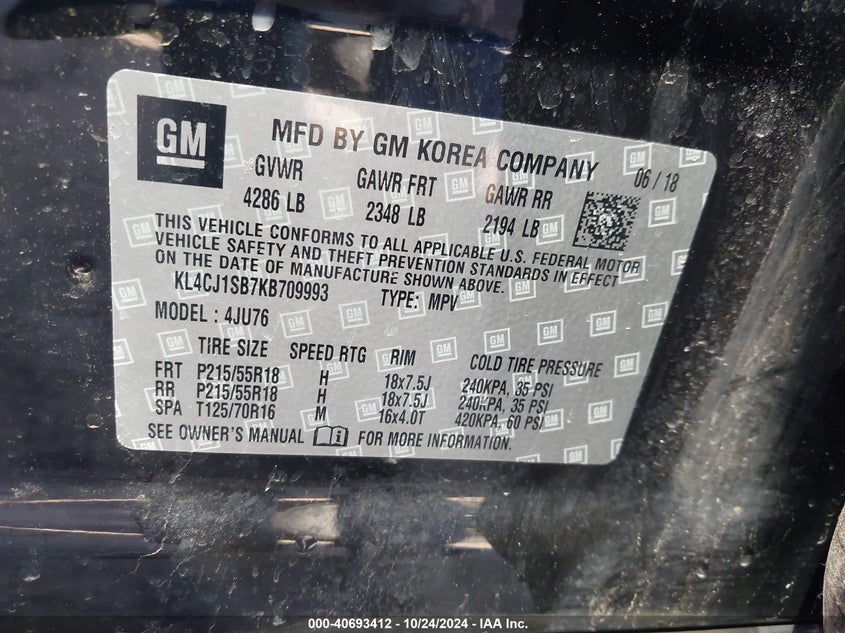 GM
MFD BY GM KOREA COMPANY
06 / 18
GVWR GAWR FRT GAWR RR
4286 LB 2348 LB 2194 LB
THIS VEHICLE CONFORMS TO ALL APPLICABLE U.S. FEDERAL MOTOR
VEHICLE SAFETY AND THEFT PREVENTION STANDARDS IN EFFECT
ON THE DATE OF MANUFACTURE SHOWN ABOVE.
KL4CJ1SB7KB709993 TYPE: MPV
MODEL : 4JU76
TIRE SIZE SPEED RTG RIM COLD TIRE PRESSURE
FRT P215/55R18 H 18x7.5J 240KPA, 35 PSI
RR P215/55R18 H 18x7.5J 240KPA, 35 PSI
SPA T125/70R16 M 16x4.0T 420KPA, 60 PSI
SEE OWNER'S MANUAL FOR MORE INFORMATION.
000-40693412 - 10/24/2024 - IAA Inc.